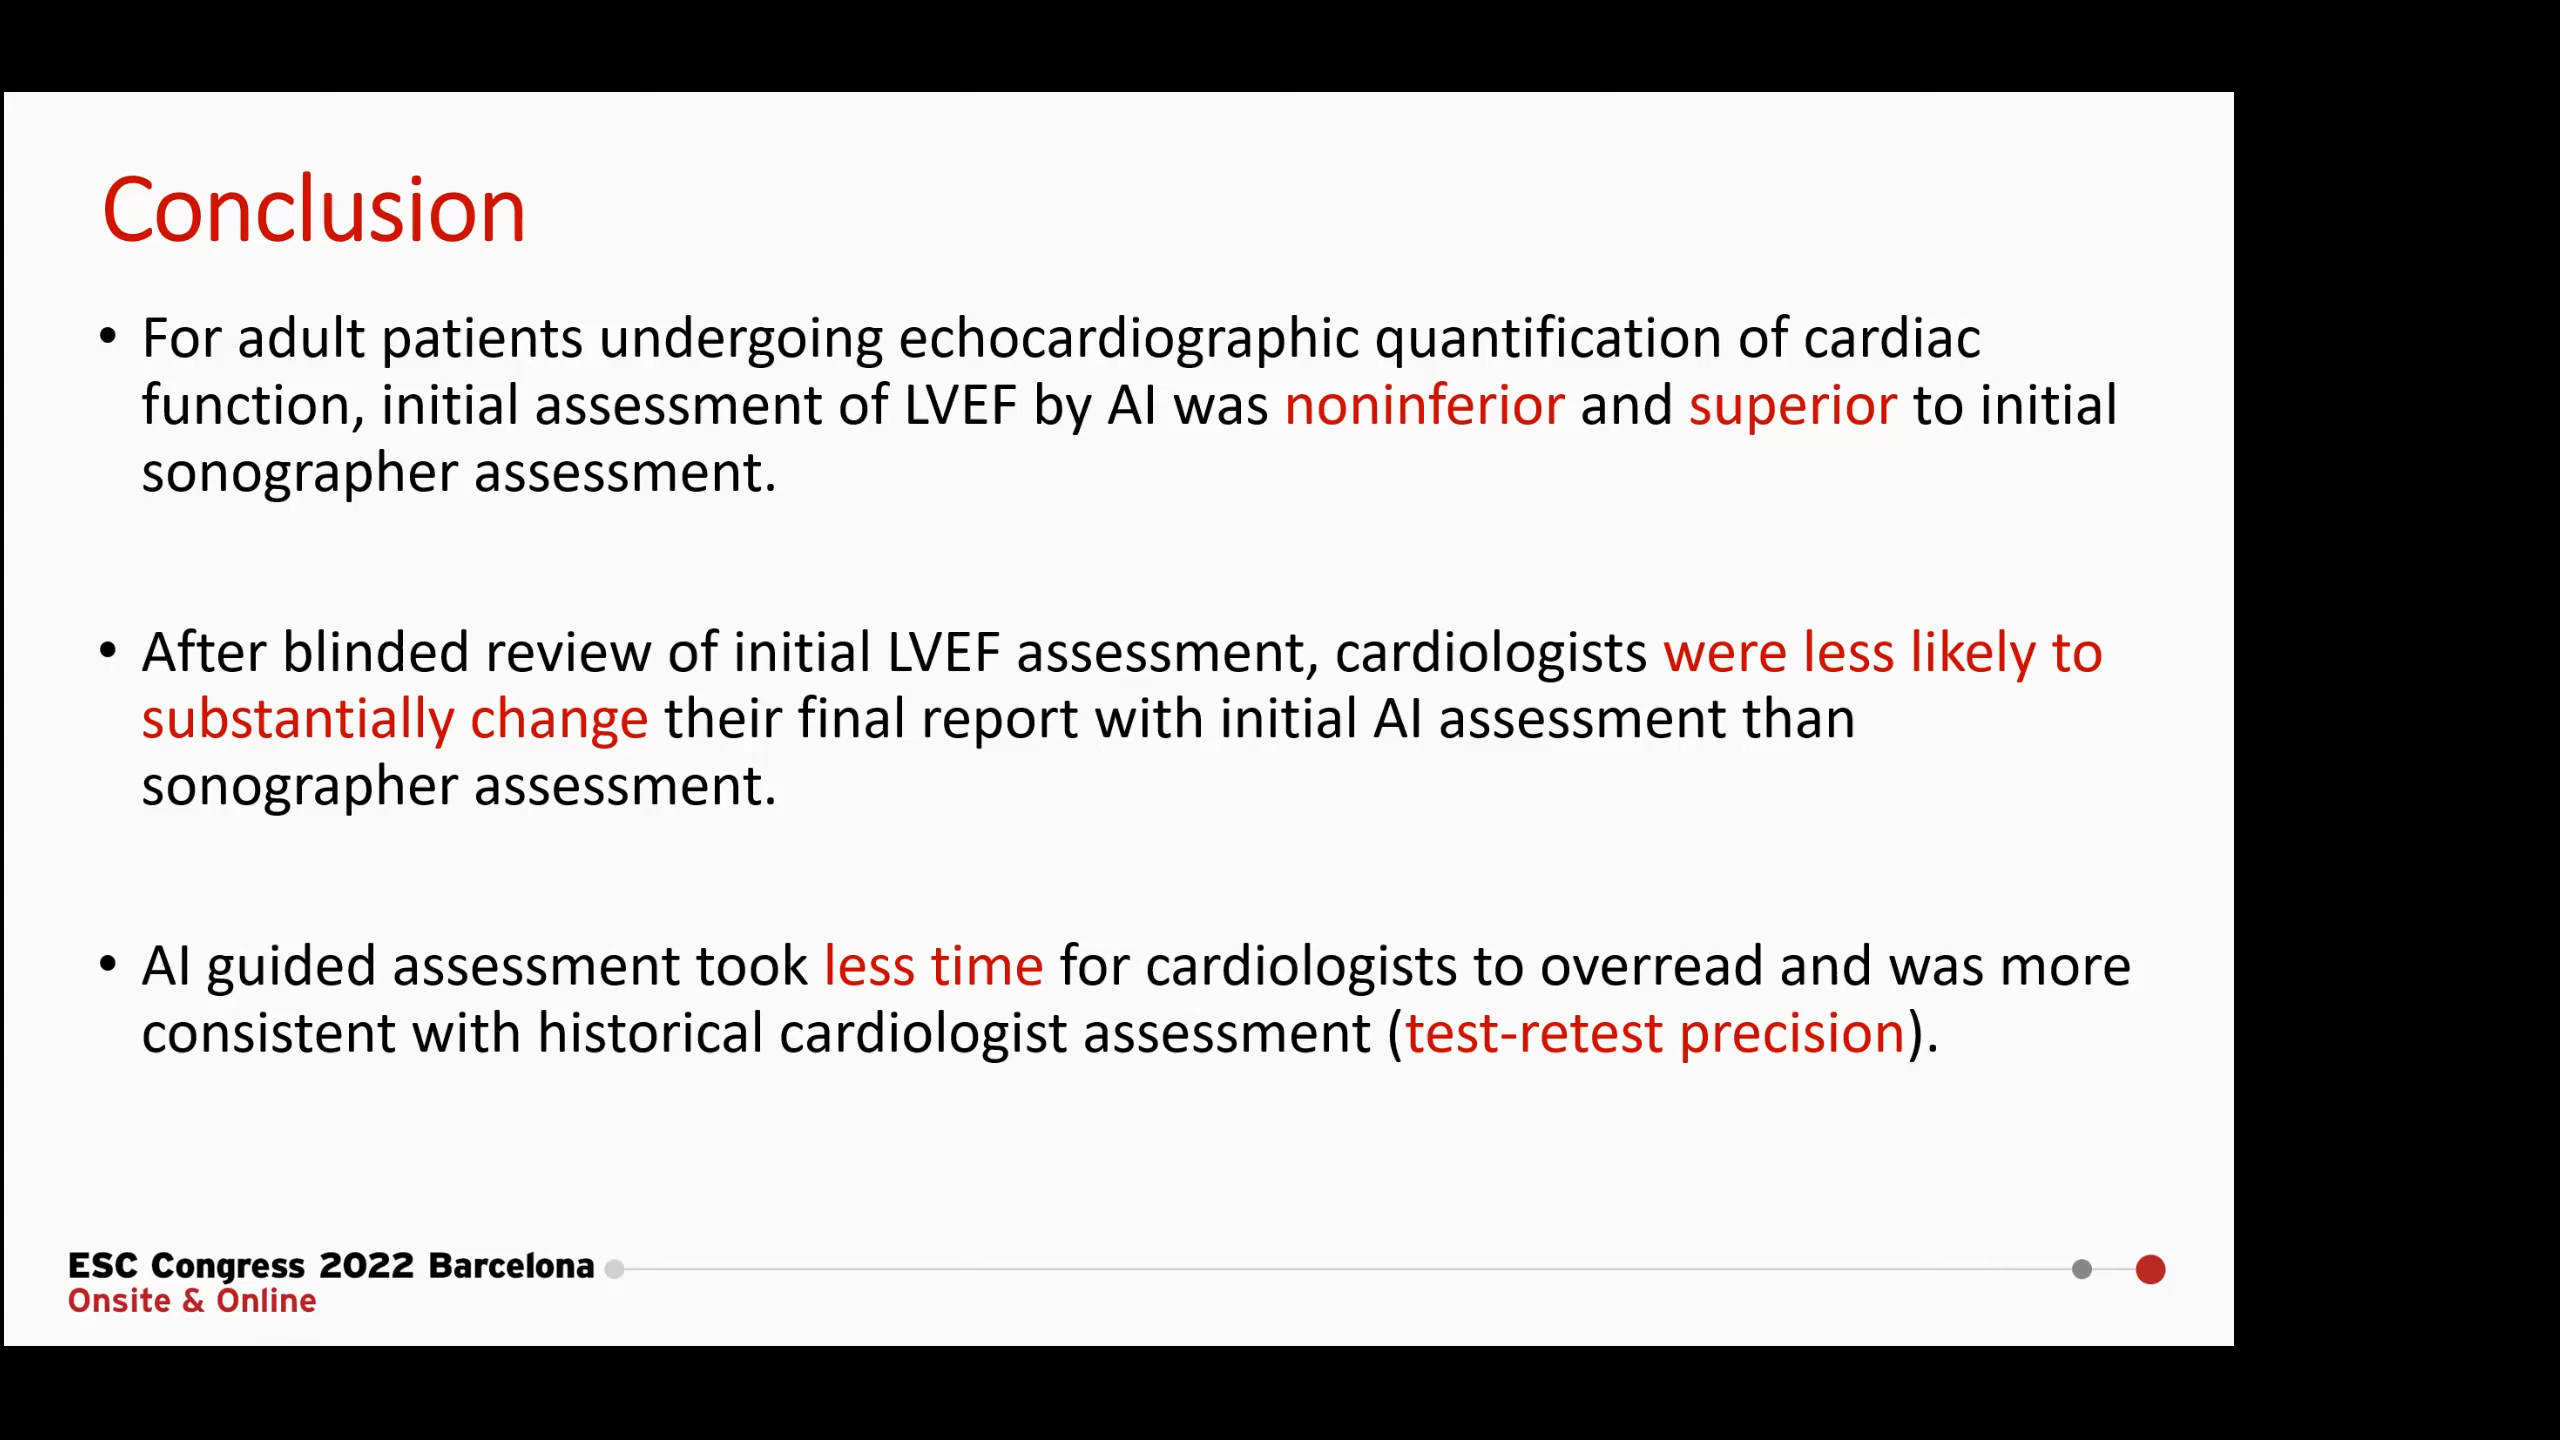 Conclusion
• For adult patients undergoing echocardiographic quantification of cardiac
function, initial assessment of LVEF by AI was noninferior and superior to initial
sonographer assessment.
• After blinded review of initial LVEF assessment, cardiologists were less likely to
substantially change their final report with initial AI assessment than
sonographer assessment.
• AI guided assessment took less time for cardiologists to overread and was more
consistent with historical cardiologist assessment (test-retest precision).
ESC Congress 2022 Barcelona
Onsite & Online